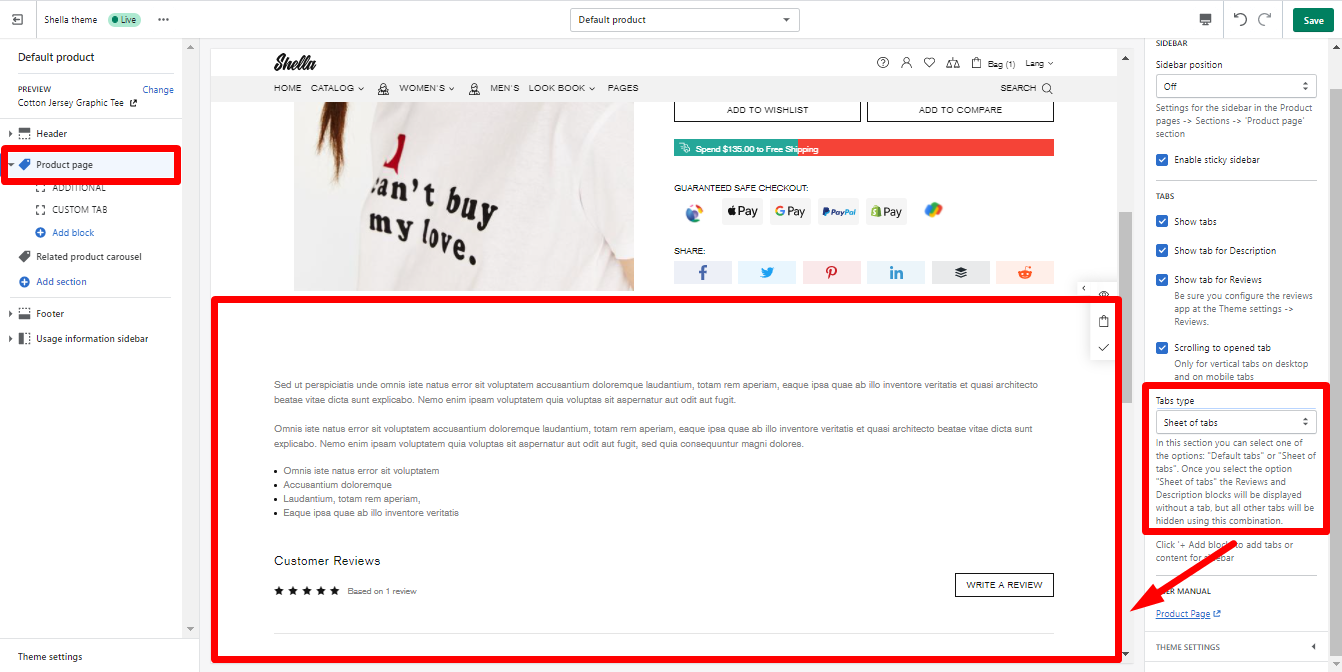 Shella theme
Live
Default product
Save
Default product
PREVIEW
Change
Cotton Jersey Graphic Tee
Header
Product page
ADDITIONAL
CUSTOM TAB
Add block
Related product carousel
Add section
Footer
Usage information sidebar
Theme settings
Shella
Bag (1)
Lang
HOME CATALOG WOMEN'S MEN'S LOOK BOOK PAGES
SEARCH
can't buy
my love.
ADD TO WISHLIST
ADD TO COMPARE
Spend $135.00 to Free Shipping
GUARANTEED SAFE CHECKOUT:
Pay
G Pay
PayPal
Pay
SHARE:
Sed ut perspiciatis unde omnis iste natus error sit voluptatem accusantium doloremque laudantium, totam rem aperiam, eaque ipsa quae ab illo inventore veritatis et quasi architecto
beatae vitae dicta sunt explicabo. Nemo enim ipsam voluptatem quia voluptas sit aspernatur aut odit aut fugit.
Omnis iste natus error sit voluptatem accusantium doloremque laudantium, totam rem aperiam, eaque ipsa quae ab illo inventore veritatis et quasi architecto beatae vitae dicta sunt
explicabo. Nemo enim ipsam voluptatem quia voluptas sit aspernatur aut odit aut fugit, sed quia consequuntur magni dolores.
Omnis iste natus error sit voluptatem
Accusantium doloremque
Laudantium, totam rem aperiam,
Eaque ipsa quae ab illo inventore veritatis
Customer Reviews
Based on 1 review
WRITE A REVIEW
SIDEBAR
Sidebar position
Off
Settings for the sidebar in the Product
pages -> Sections -> 'Product page'
section
Enable sticky sidebar
TABS
Show tabs
Show tab for Description
Show tab for Reviews
Be sure you configure the reviews
app at the Theme settings ->
Reviews.
Scrolling to opened tab
Only for vertical tabs on desktop
and on mobile tabs
Tabs type
Sheet of tabs
In this section you can select one of
the options: "Default tabs" or "Sheet of
tabs". Once you select the option
"Sheet of tabs" the Reviews and
Description blocks will be displayed
without a tab, but all other tabs will be
hidden using this combination.
Click '+ Add block to add tabs or
content for sidebar
MANUAL
Product Page
THEME SETTINGS